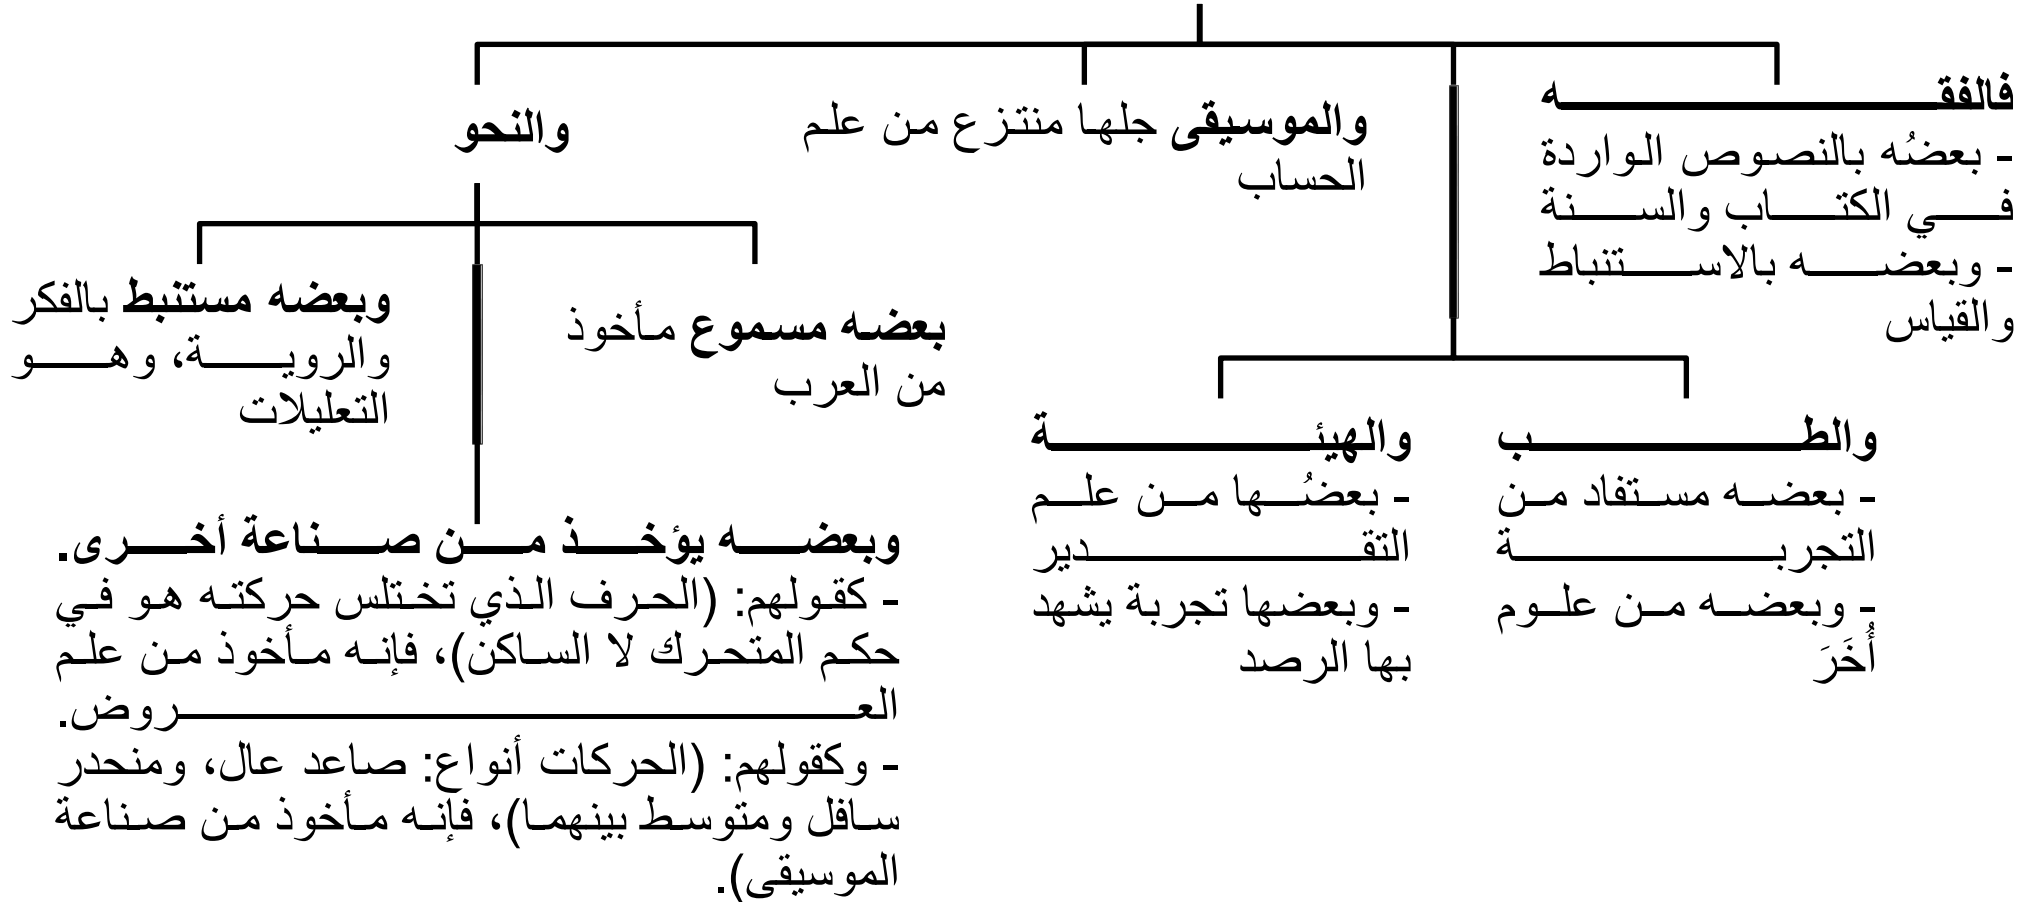 فالفقه
- بعضُه بالنصوص الواردة
في الكتاب والسنة
- وبعضه بالاستنباط
والقياس
والموسيقى جلها منتزع من علم
الحساب
والنحو
والطب
- بعضه مستفاد من
التجربة
- وبعضه من علوم
أُخَرَ
والهيئة
- بعضُها من علم
التقدير
- وبعضها تجربة يشهد
بها الرصد
بعضه مسموع مأخوذ
من العرب
وبعضه مستنبط بالفكر
والروية، وهو
التعليلات
وبعضه يؤخذ من صناعة أخرى.
- كقولهم: (الحرف الذي تختلس حركته هو في
حكم المتحرك لا الساكن)، فإنه مأخوذ من علم
العروض.
- وكقولهم: (الحركات أنواع: صاعد عال، ومنحدر
سافل ومتوسط بينهما)، فإنه مأخوذ من صناعة
الموسيقى).